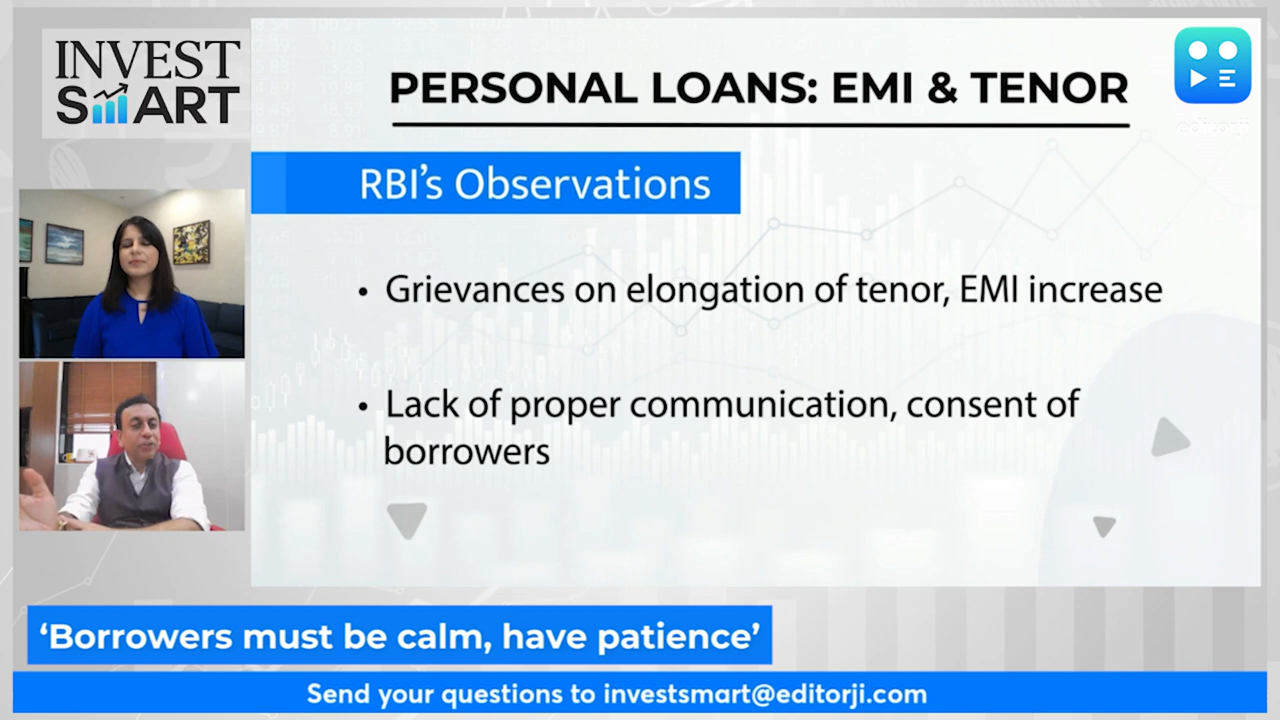 INVEST
SMART
PERSONAL LOANS: EMI & TENOR
editorji
RBI’s Observations
• Grievances on elongation of tenor, EMI increase
• Lack of proper communication, consent of
borrowers
‘Borrowers must be calm, have patience’
Send your questions to investsmart@editorji.com